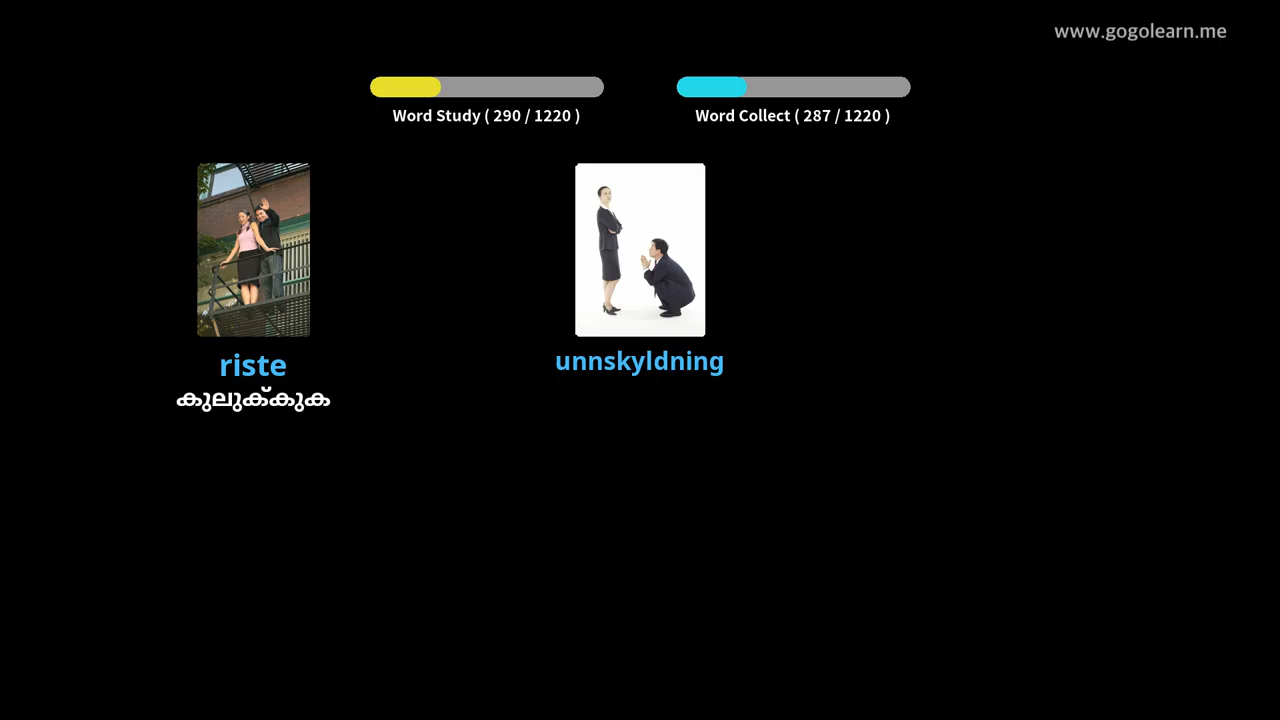 www.gogolearn.me
Word Study ( 290 / 1220 )
Word Collect ( 287 / 1220 )
riste
കുലുക്കുക
unnskyldning